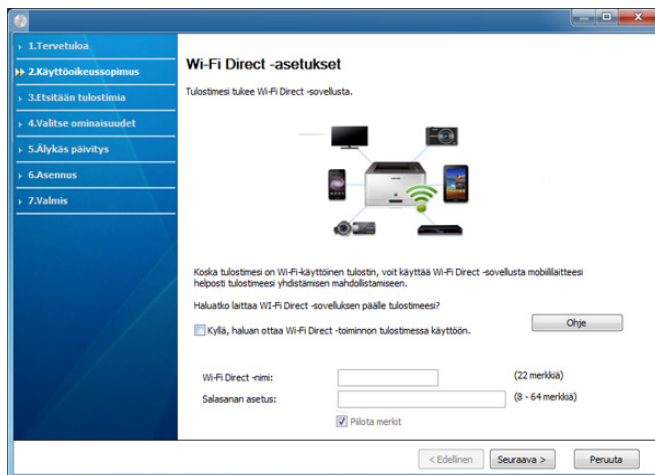 1.Tervetuloa
2.Käyttöoikeussopimus
3.Etsitään tulostimia
4.Valitse ominaisuudet
5.Älykäs päivitys
6.Asennus
7.Valmis
Wi-Fi Direct -asetukset
Tulostimesi tukee Wi-Fi Direct -sovellusta.
Koska tulostimesi on Wi-Fi-käyttöinen tulostin, voit käyttää Wi-Fi Direct -sovellusta mobiililaitteesi
helposti tulostimeesi yhdistämisen mahdollistamiseen.
Haluatko laittaa WI-Fi Direct -sovelluksen päälle tulostimeesi?
Kyllä, haluan ottaa Wi-Fi Direct -toiminnon tulostimessa käyttöön.
Ohje
Wi-Fi Direct -nimi: (22 merkkiä)
Salasanan asetus: (8 - 64 merkkiä)
Piilota merkit
< Edellinen Seuraava > Peruuta